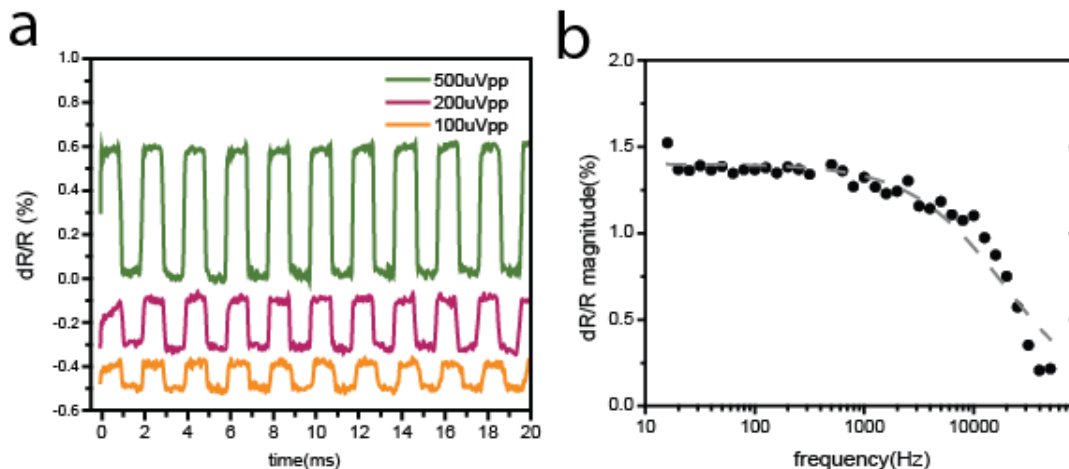 a
1.0
0.8
0.6
0.4
0.2
0.0
-0.2
-0.4
-0.6
dR/R (%)
500uVpp
200uVpp
100uVpp
0 2 4 6 8 10 12 14 16 18 20
time(ms)
b
2.0
1.5
1.0
0.5
0.0
dR/R magnitude(%)
10 100 1000 10000
frequency(Hz)